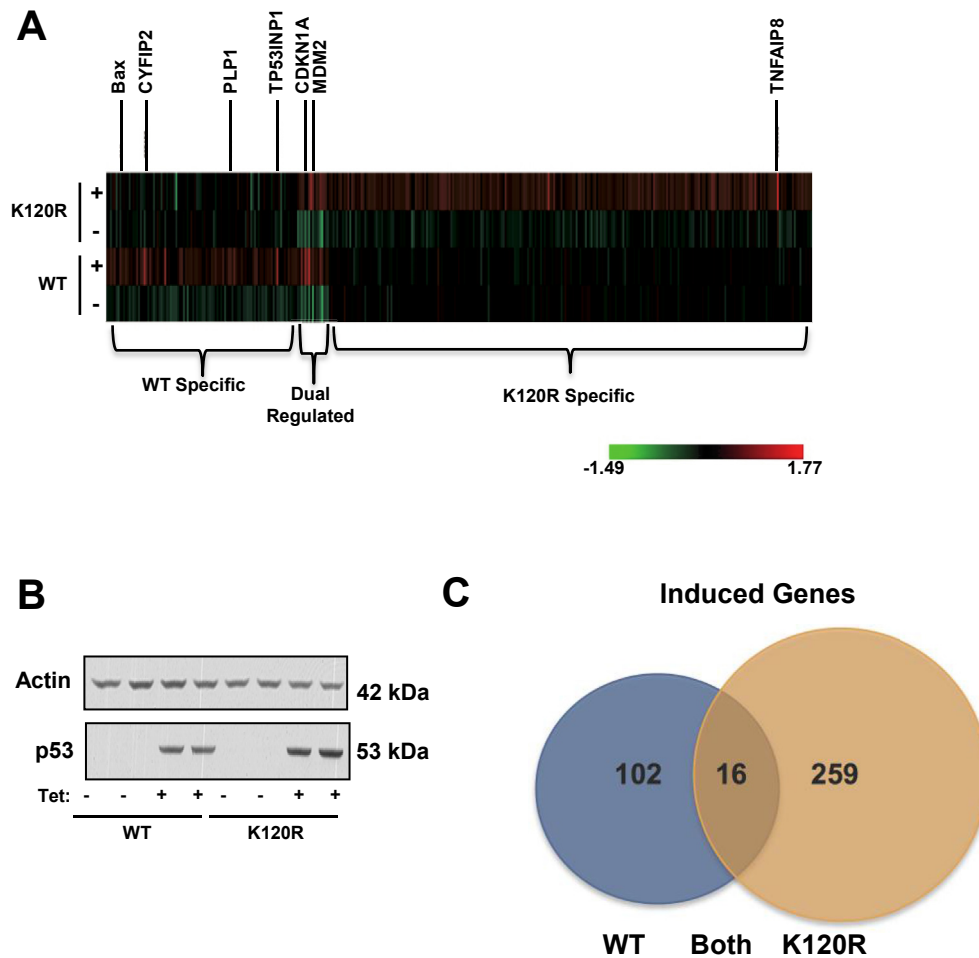 A
Bax
CYFIP2
PLP1
TP53INP1
CDKN1A
MDM2
TNFAIP8
K120R
+
-
WT
+
-
WT Specific
Dual
Regulated
K120R Specific
-1.49 1.77
B
Actin 42 kDa
p53 53 kDa
Tet: - - + + - - + +
WT K120R
C
Induced Genes
102 16 259
WT Both K120R